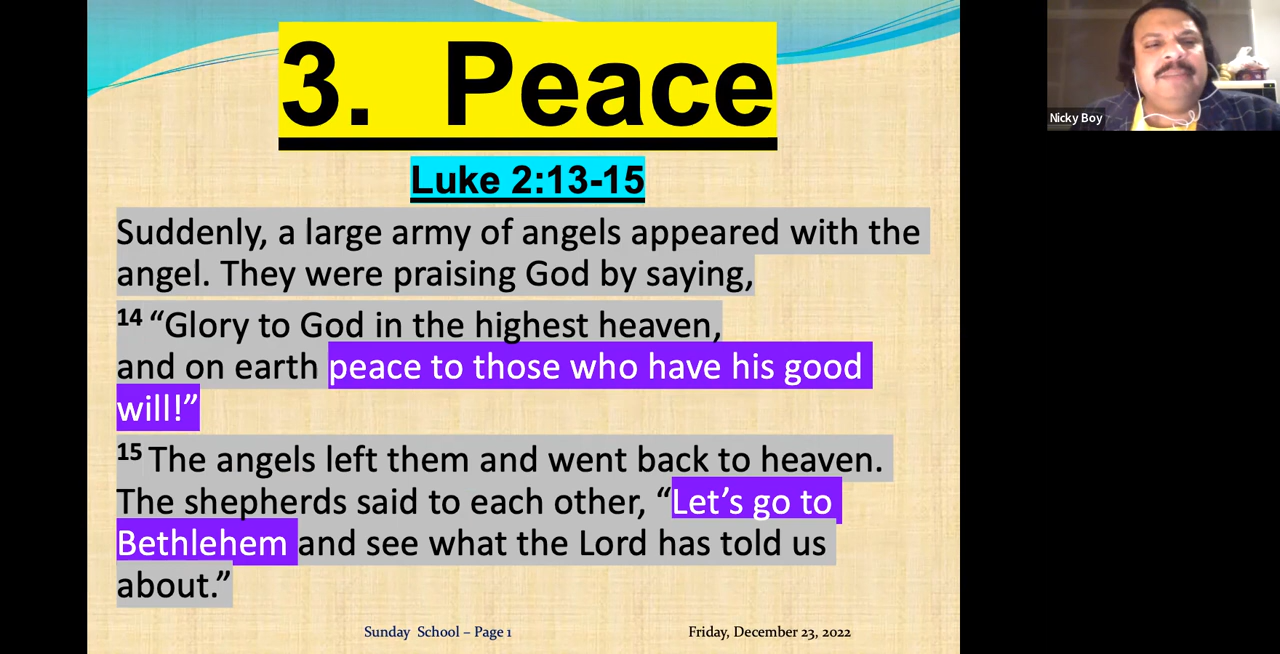 3. Peace
Luke 2:13-15
Suddenly, a large army of angels appeared with the
angel. They were praising God by saying,
14 “Glory to God in the highest heaven,
and on earth peace to those who have his good
will!”
15 The angels left them and went back to heaven.
The shepherds said to each other, “Let’s go to
Bethlehem and see what the Lord has told us
about.”
Sunday School – Page 1
Friday, December 23, 2022
Nicky Boy